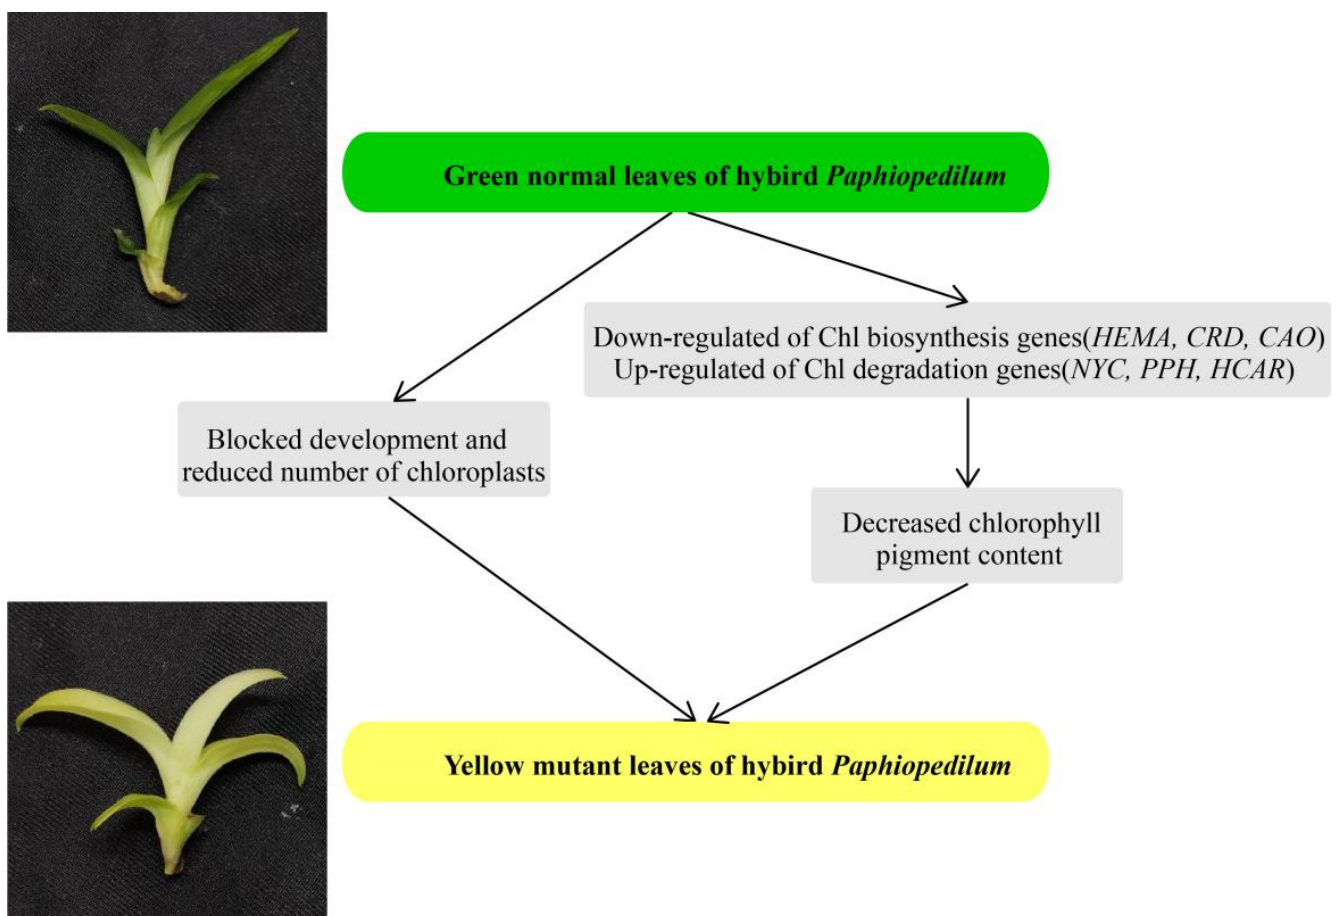 Green normal leaves of hybird Paphiopedilum
Down-regulated of Chl biosynthesis genes(HEMA, CRD, CAO)
Up-regulated of Chl degradation genes(NYC, PPH, HCAR)
Blocked development and
reduced number of chloroplasts
Decreased chlorophyll
pigment content
Yellow mutant leaves of hybird Paphiopedilum